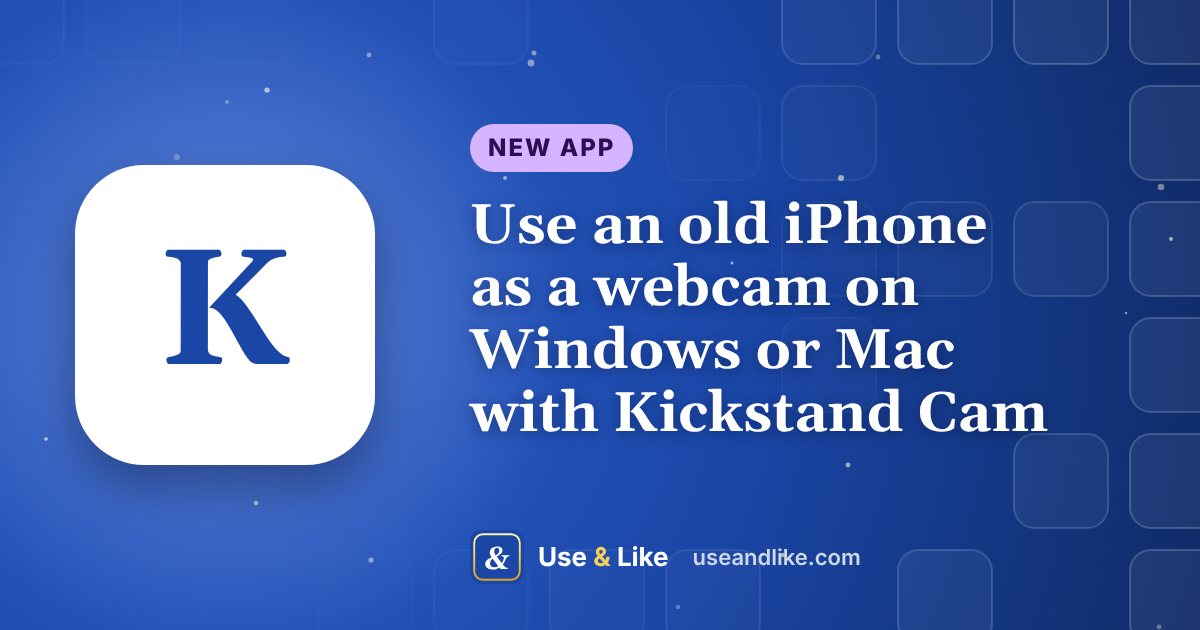 NEW APP
K
Use an old iPhone
as a webcam on
Windows or Mac
with Kickstand Cam
& Use & Like useandlike.com